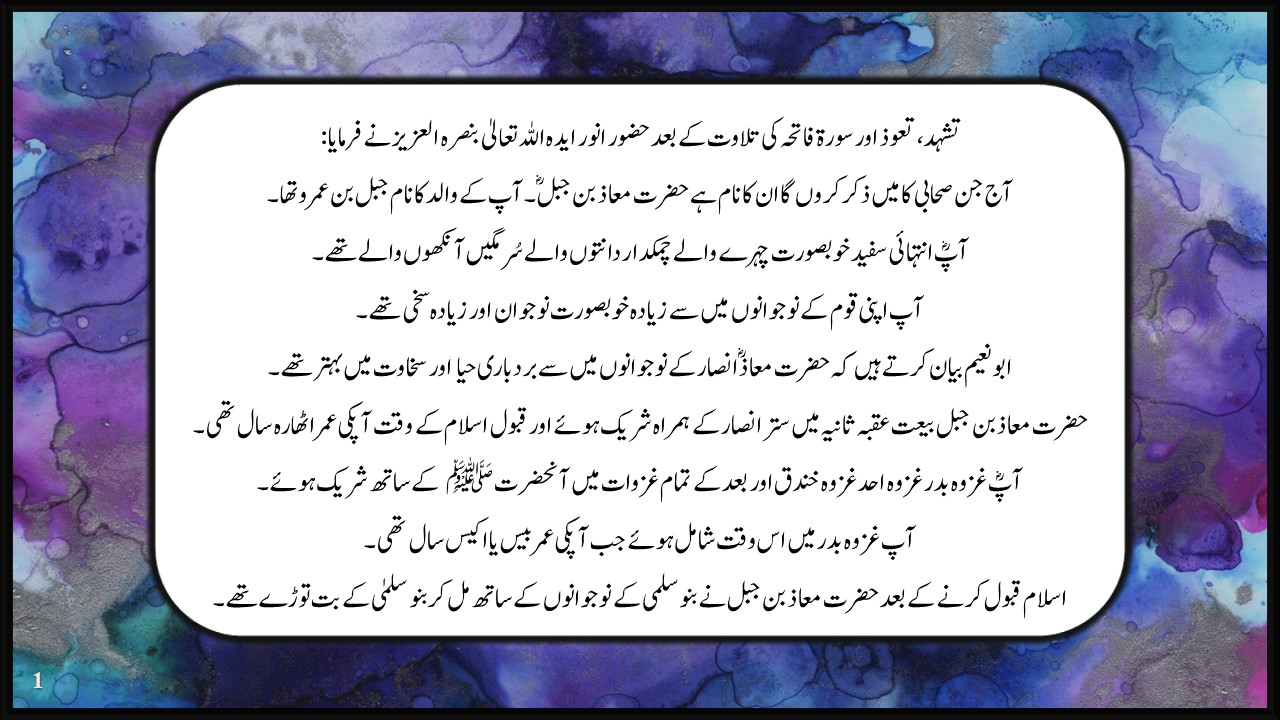 تشہد، تعوذ اور سورۃ فاتحہ کی تلاوت کے بعد حضور انور ایدہ اللہ تعالیٰ بنصرہ العزیز نے فرمایا:
آج جن صحابی کا میں ذکر کروں گا ان کا نام ہے حضرت معاذ بن جبلؓ۔ آپ کے والد کا نام جبل بن عمرو تھا۔
آپؓ انتہائی سفید خوبصورت چہرے والے چمکدار دانتوں والے سُرمگیں آنکھوں والے تھے۔
آپ اپنی قوم کے نوجوانوں میں سے زیادہ خوبصورت نوجوان اور زیادہ سخی تھے۔
ابو نعیم بیان کرتے ہیں کہ حضرت معاذؓ انصار کے نوجوانوں میں سے بردباری حیا اور سخاوت میں بہتر تھے۔
حضرت معاذ بن جبل بیعت عقبہ ثانیہ میں ستر انصار کے ہمراہ شریک ہوئے اور قبول اسلام کے وقت آپکی عمر اٹھارہ سال تھی۔
آپؓ غزوہ بدر غزوہ احد غزوہ خندق اور بعد کے تمام غزوات میں آنحضرت ﷺ کے ساتھ شریک ہوئے۔
آپ غزوہ بدر میں اس وقت شامل ہوئے جب آپکی عمر بیس یا اکیس سال تھی۔
اسلام قبول کرنے کے بعد حضرت معاذ بن جبل نے بنو سلمی کے نوجوانوں کے ساتھ مل کر بنو سلمٰی کے بت توڑے تھے۔
1